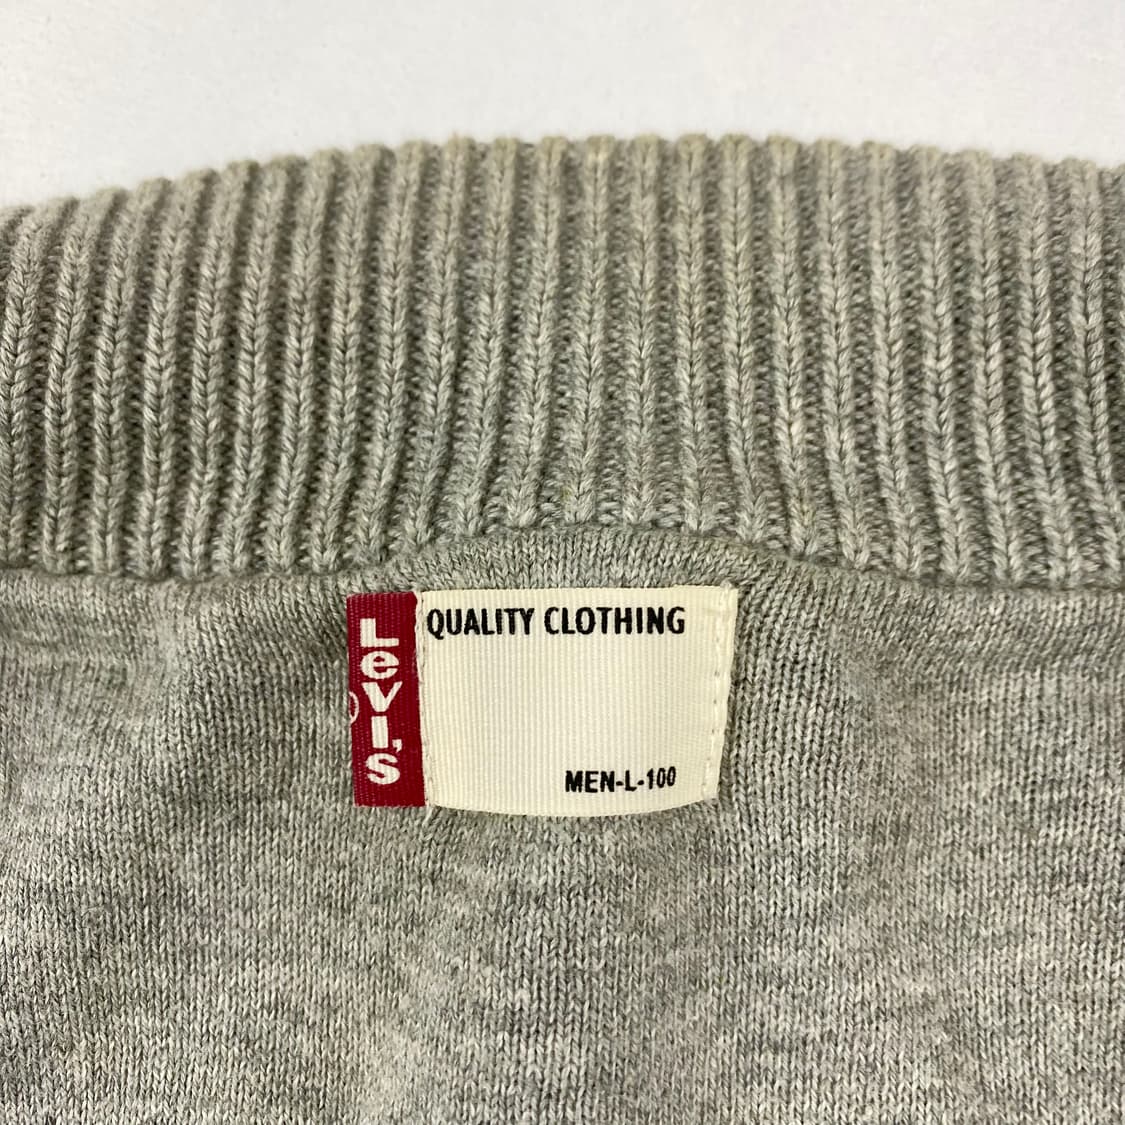 LeVI'S
®
QUALITY CLOTHING
MEN-L-100